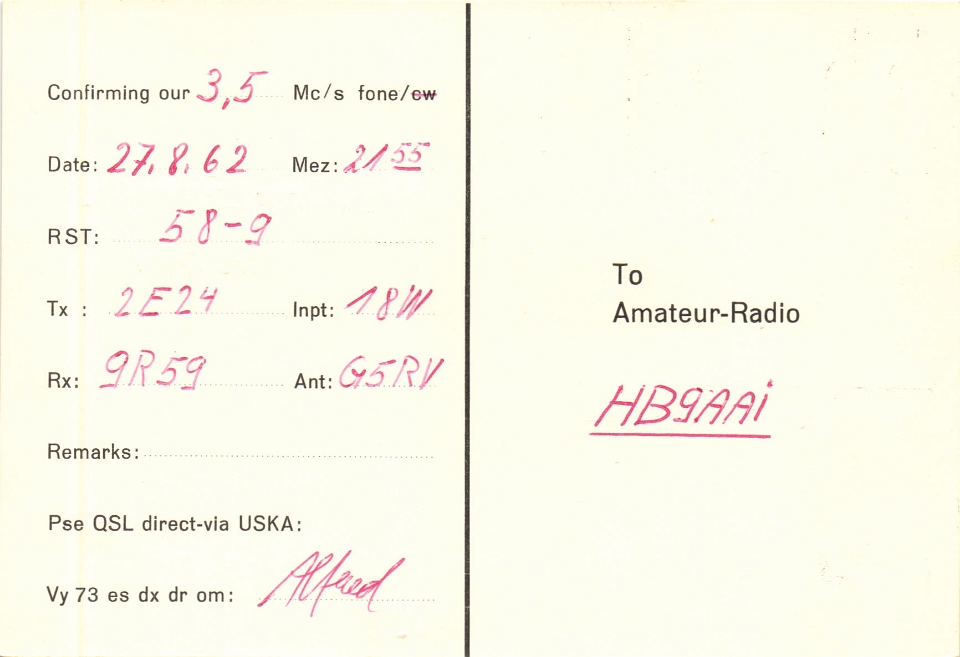 Confirming our 3,5 Mc/s fone/cw
Date: 27.8.62 Mez: 21 55
RST: 58-9
Tx : 2E24 Inpt: 18W
Rx: 9R59 Ant: G5RV
Remarks:
Pse QSL direct-via USKA:
Vy 73 es dx dr om: Alfred
To
Amateur-Radio
HB9AAi